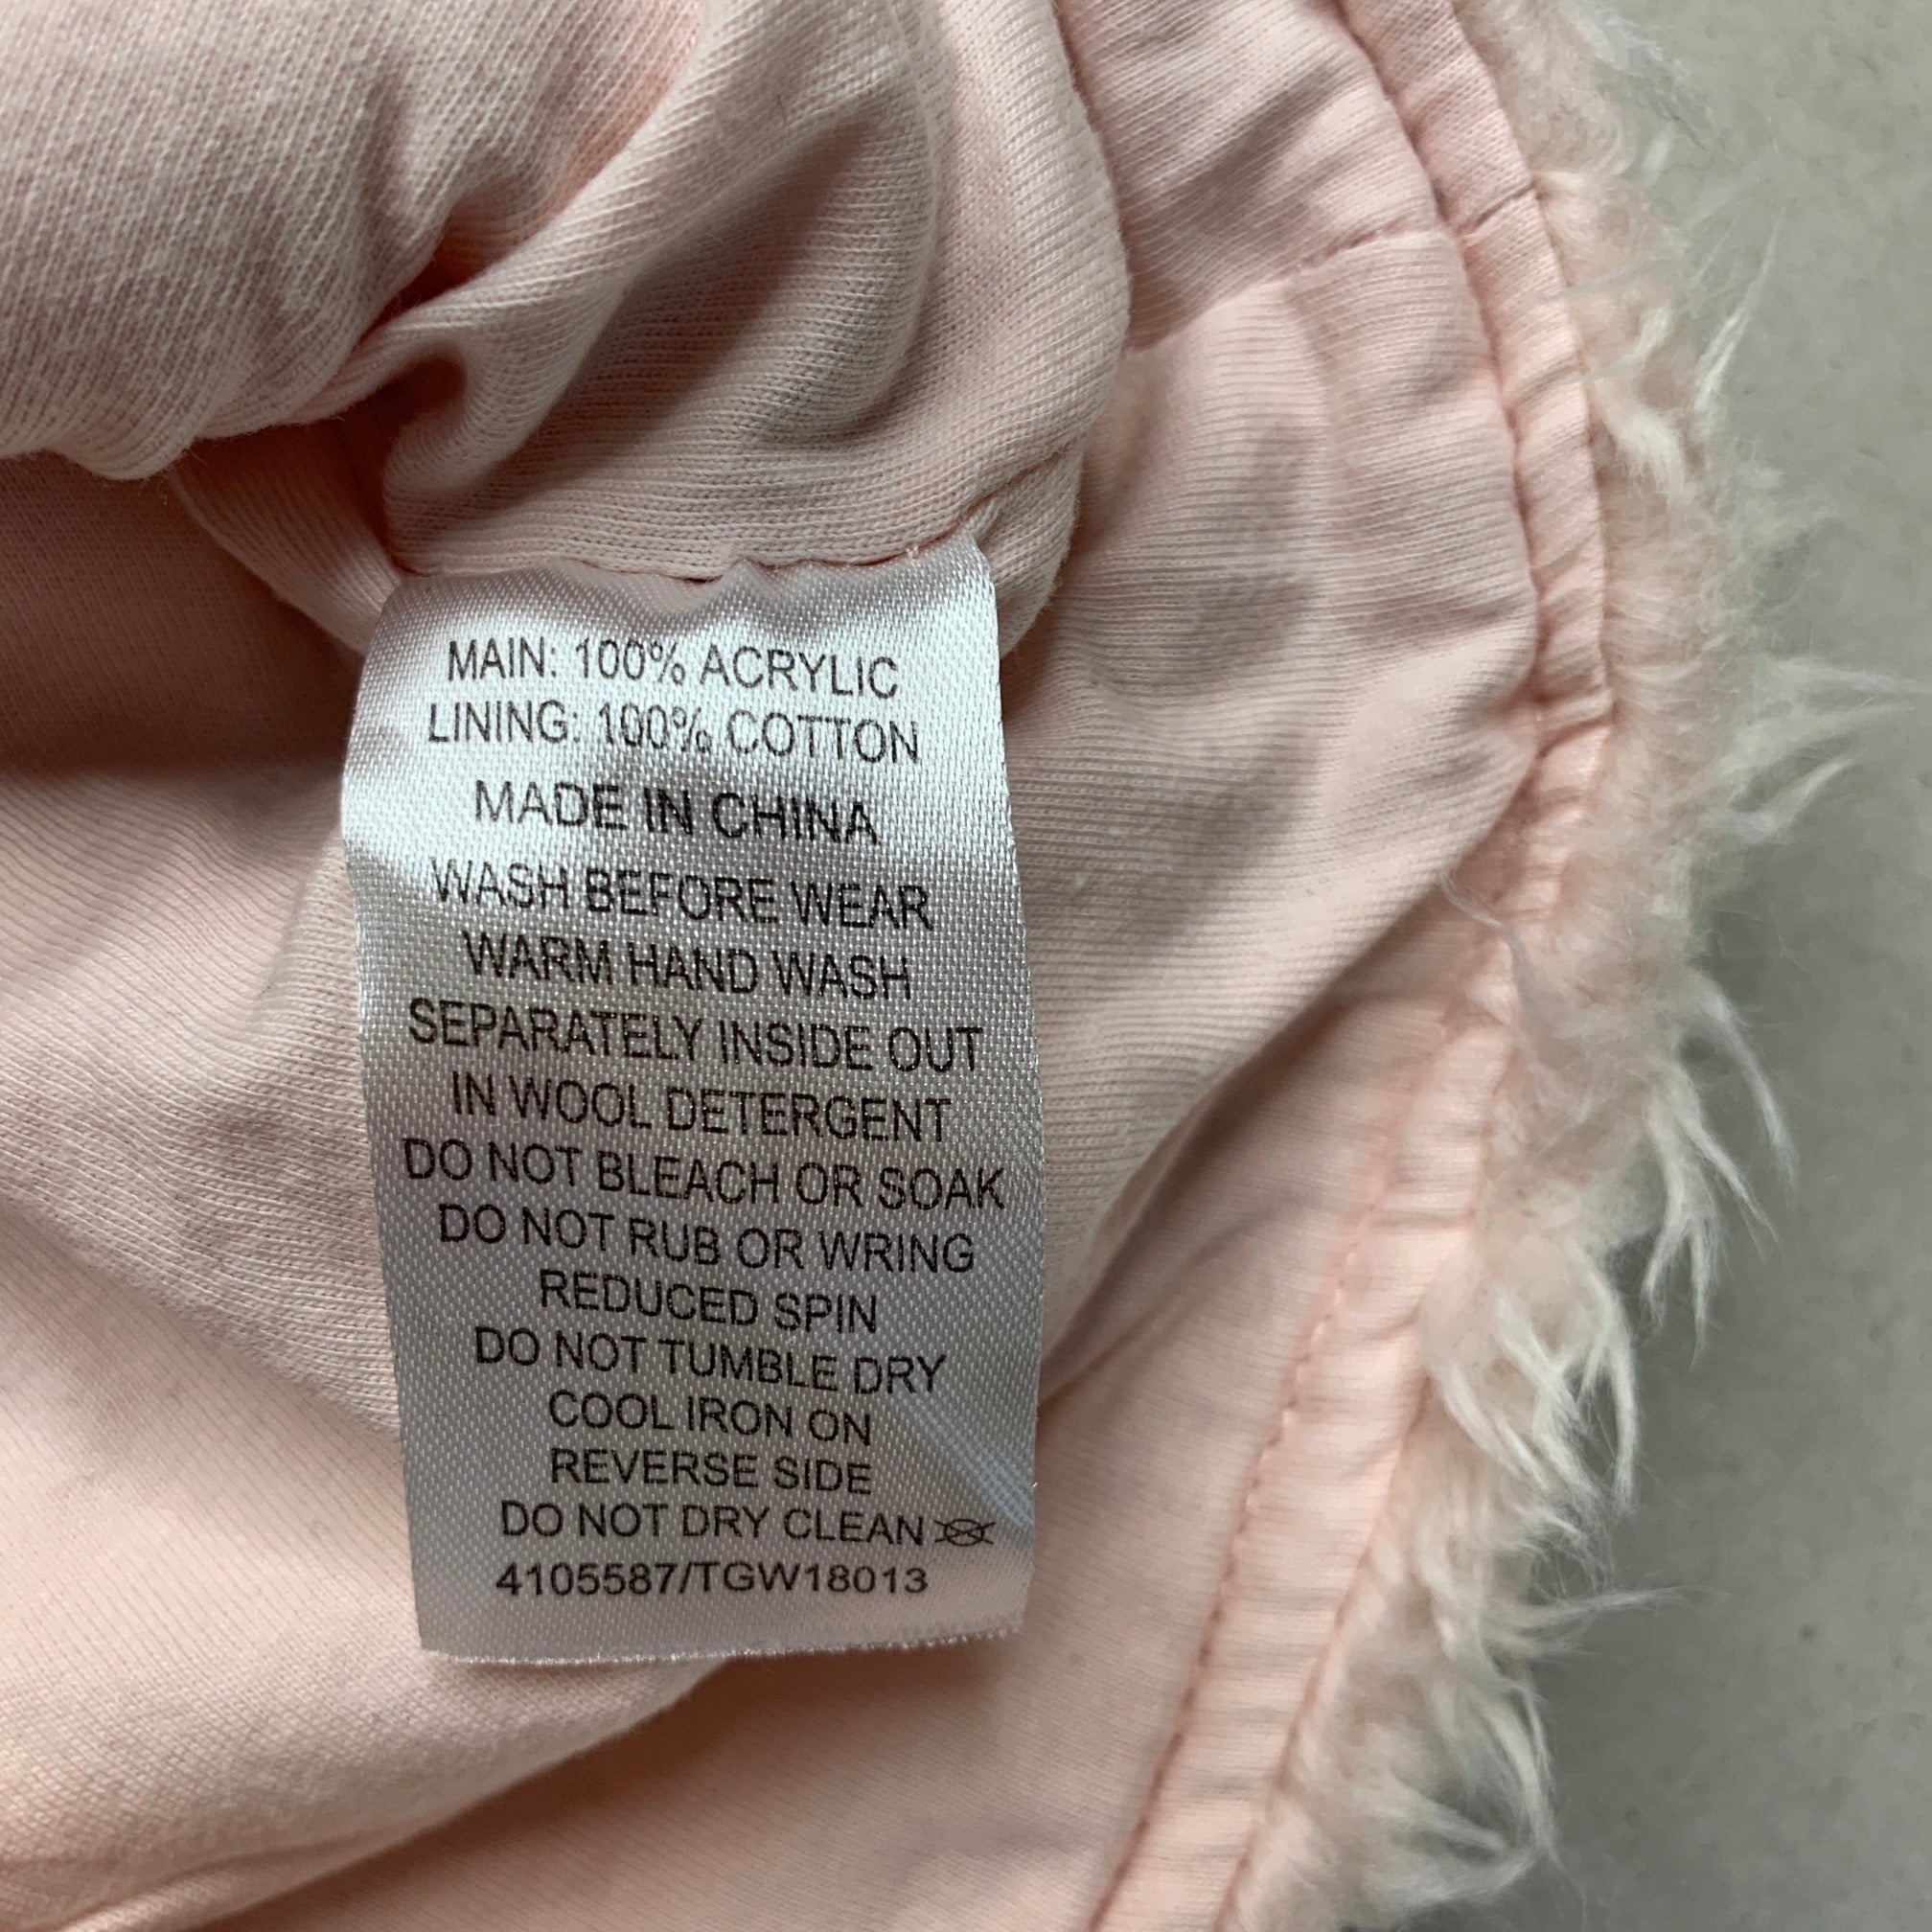 MAIN: 100% ACRYLIC
LINING: 100% COTTON
MADE IN CHINA
WASH BEFORE WEAR
WARM HAND WASH
SEPARATELY INSIDE OUT
IN WOOL DETERGENT
DO NOT BLEACH OR SOAK
DO NOT RUB OR WRING
REDUCED SPIN
DO NOT TUMBLE DRY
COOL IRON ON
REVERSE SIDE
DO NOT DRY CLEAN
4105587/TGW18013